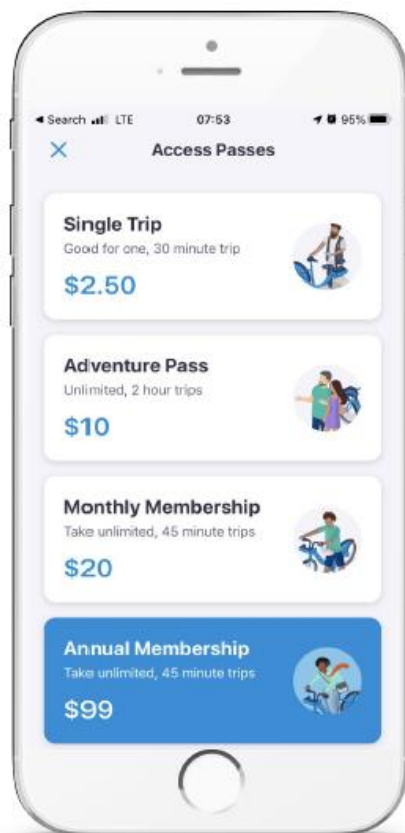 Search LTE 07:53 95%
Access Passes
Single Trip
Good for one, 30 minute trip
$2.50
Adventure Pass
Unlimited, 2 hour trips
$10
Monthly Membership
Take unlimited, 45 minute trips
$20
Annual Membership
Take unlimited, 45 minute trips
$99